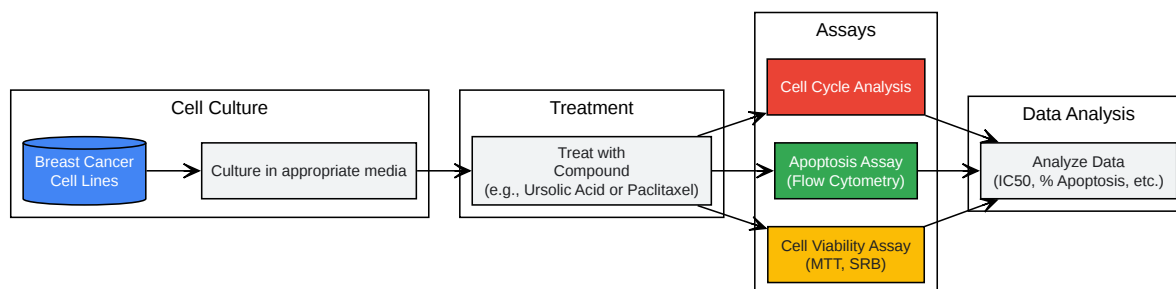 Cell Culture
Breast Cancer
Cell Lines
Culture in appropriate media
Treatment
Treat with
Compound
(e.g., Ursolic Acid or Paclitaxel)
Assays
Cell Cycle Analysis
Apoptosis Assay
(Flow Cytometry)
Cell Viability Assay
(MTT, SRB)
Data Analysis
Analyze Data
(IC50, % Apoptosis, etc.)